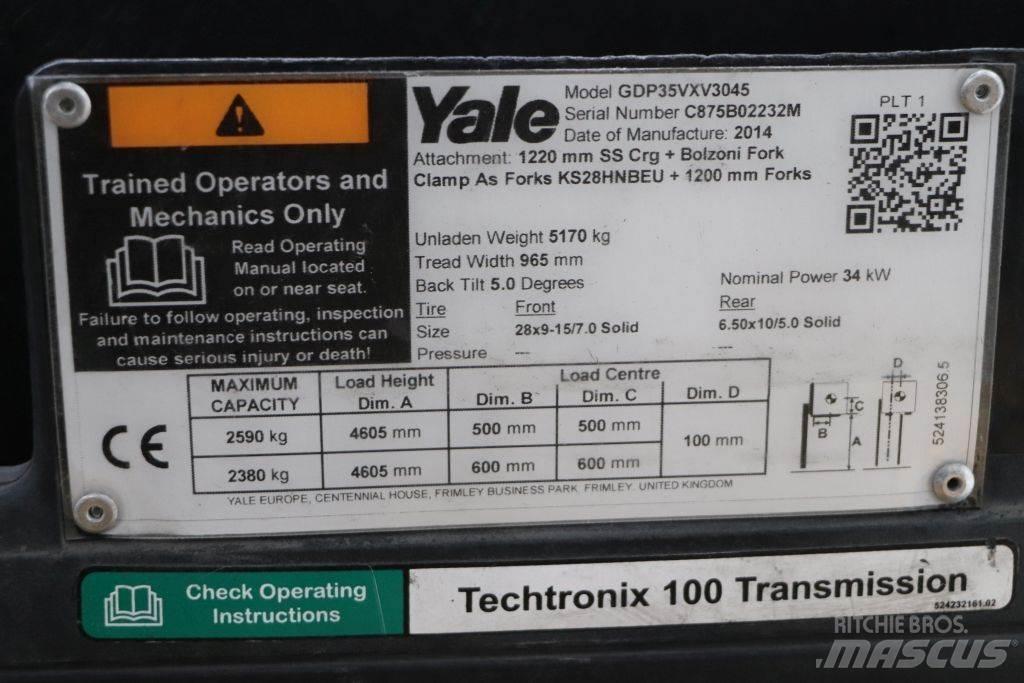 Trained Operators and
Mechanics Only
Read Operating
Manual located
on or near seat.
Failure to follow operating, inspection
and maintenance instructions can
cause serious injury or death!
Yale
Model GDP35VXV3045
Serial Number C875B02232M
Date of Manufacture: 2014
Attachment: 1220 mm SS Crg + Bolzoni Fork
Clamp As Forks KS28HNBEU + 1200 mm Forks
PLT 1
Unladen Weight 5170 kg
Tread Width 965 mm
Back Tilt 5.0 Degrees
Nominal Power 34 kW
Tire Front Rear
Size 28x9-15/7.0 Solid 6.50x10/5.0 Solid
Pressure --- ---
MAXIMUM CAPACITY Load Height Dim. A Load Centre
Dim. B Dim. C Dim. D
2590 kg 4605 mm 500 mm 500 mm 100 mm
2380 kg 4605 mm 600 mm 600 mm
CE
D
C
B
A
524138306.5
YALE EUROPE, CENTENNIAL HOUSE, FRIMLEY BUSINESS PARK FRIMLEY UNITED KINGDOM
Check Operating
Instructions
Techtronix 100 Transmission
524232161.02
RITCHIE BROS.
MASCUS